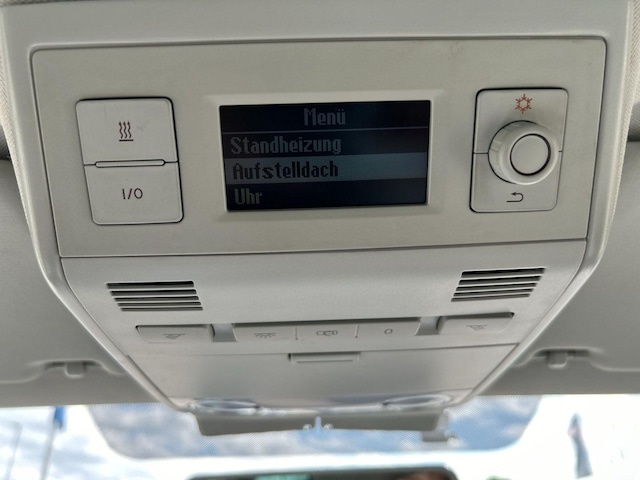 Menü
Standheizung
Aufstelldach
I/O
Uhr
O